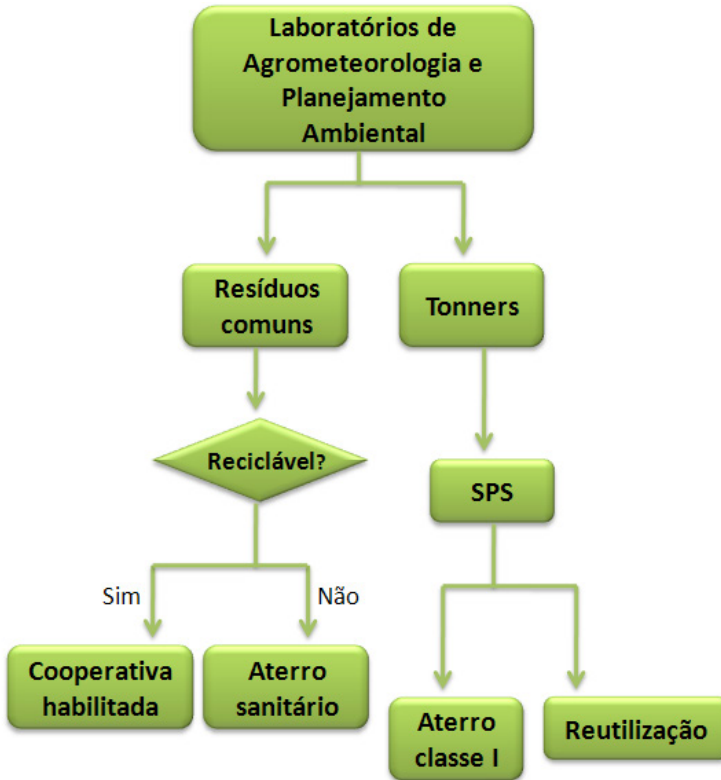 Laboratórios de
Agrometeorologia e
Planejamento
Ambiental
Resíduos
comuns
Tonners
Reciclável?
SPS
Sim
Não
Cooperativa
habilitada
Aterro
sanitário
Aterro
classe I
Reutilização